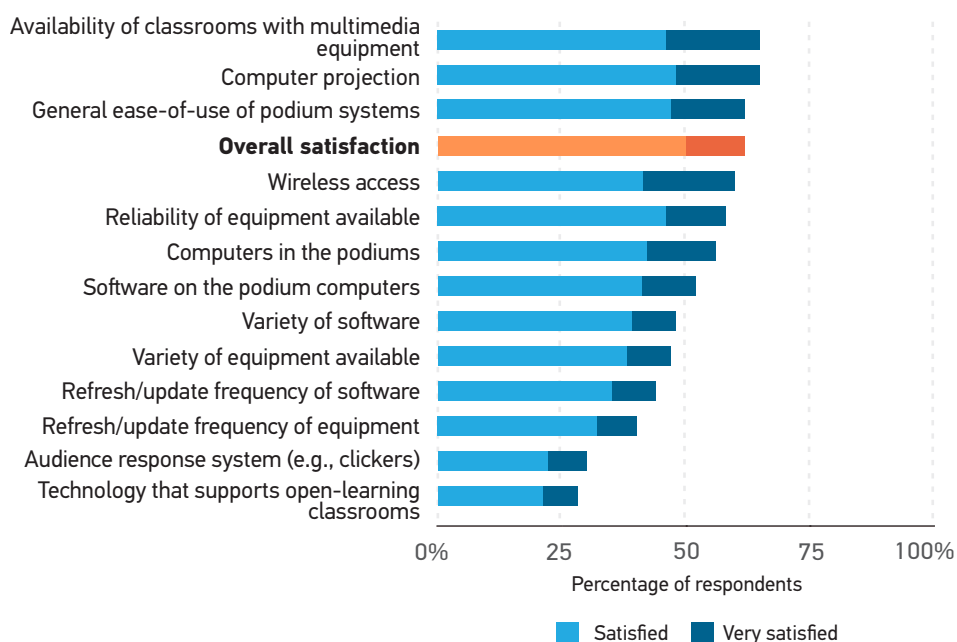 Availability of classrooms with multimedia
equipment
Computer projection
General ease-of-use of podium systems
Overall satisfaction
Wireless access
Reliability of equipment available
Computers in the podiums
Software on the podium computers
Variety of software
Variety of equipment available
Refresh/update frequency of software
Refresh/update frequency of equipment
Audience response system (e.g., clickers)
Technology that supports open-learning
classrooms
0% 25 50 75 100%
Percentage of respondents
Satisfied Very satisfied